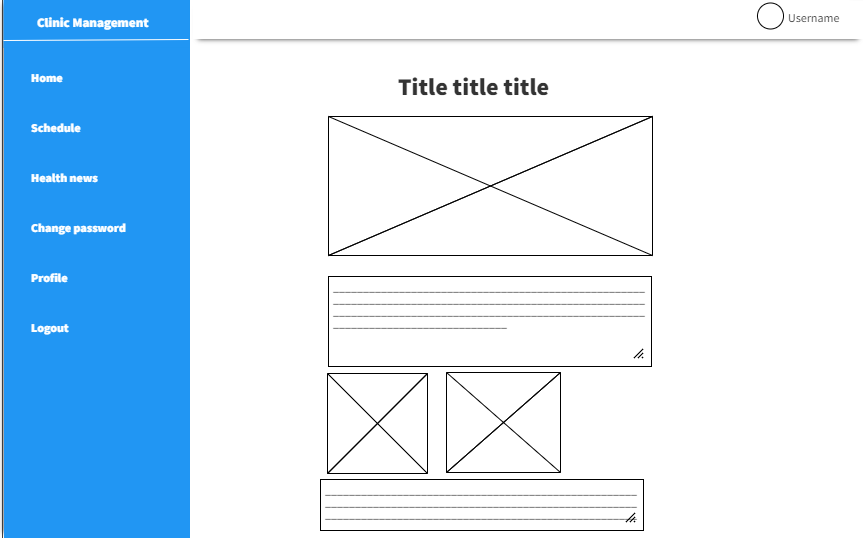 Clinic Management
Username
Home
Schedule
Health news
Change password
Profile
Logout
Title title title